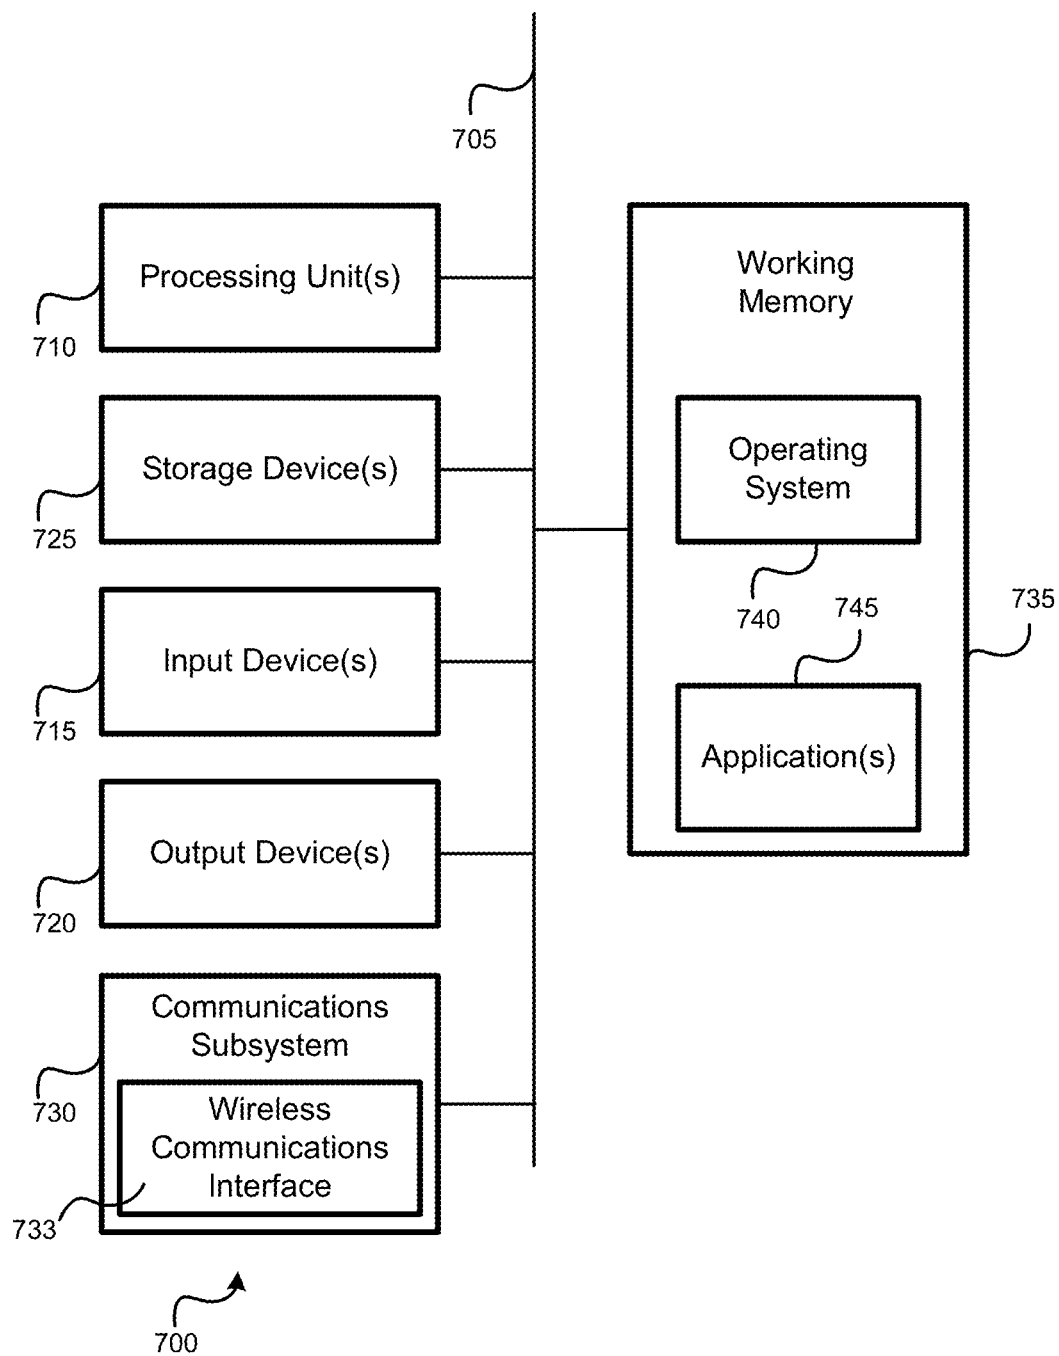 705
Processing Unit(s)
710
Storage Device(s)
725
Input Device(s)
715
Output Device(s)
720
Communications
Subsystem
730
Wireless
Communications
Interface
733
700
Working
Memory
Operating
System
740
745
735
Application(s)